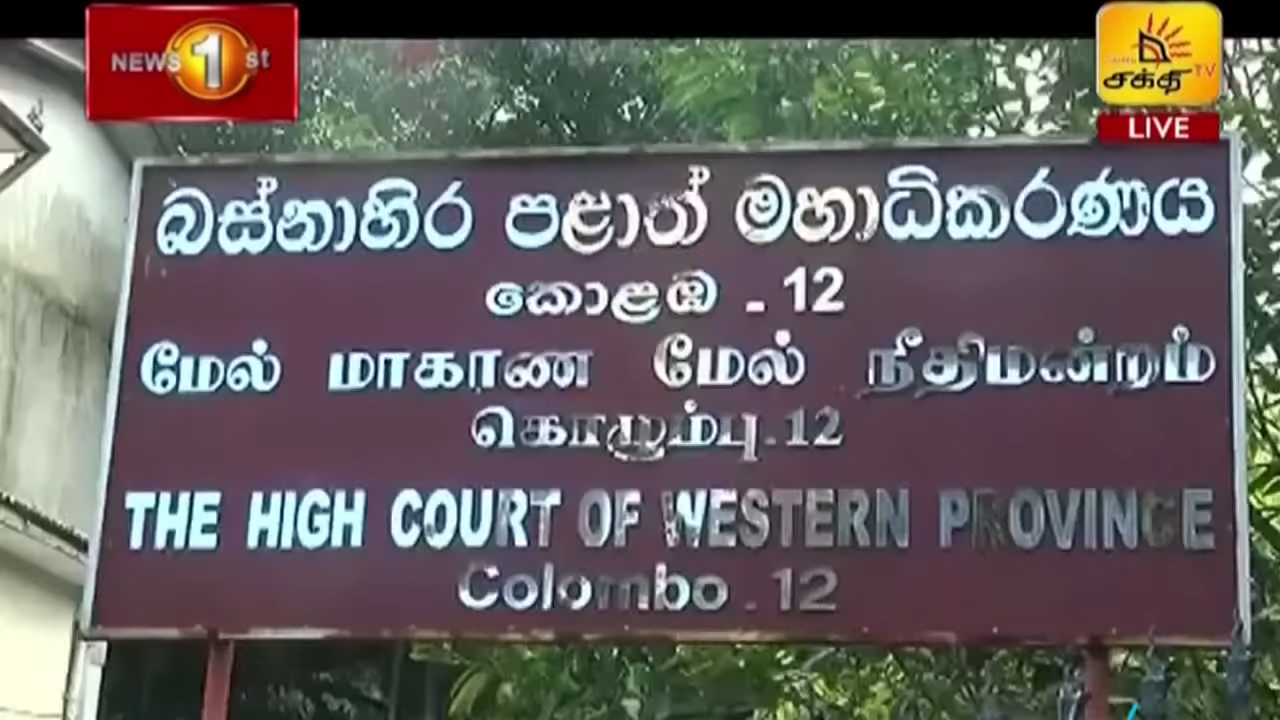 NEWS 1st
சக்தி TV
LIVE
බස්නාහිර පළාත් මහාධිකරණය
කොළඹ - 12
மேல் மாகாண மேல் நீதிமன்றம்
கொழும்பு.12
THE HIGH COURT OF WESTERN PROVINCE
Colombo . 12